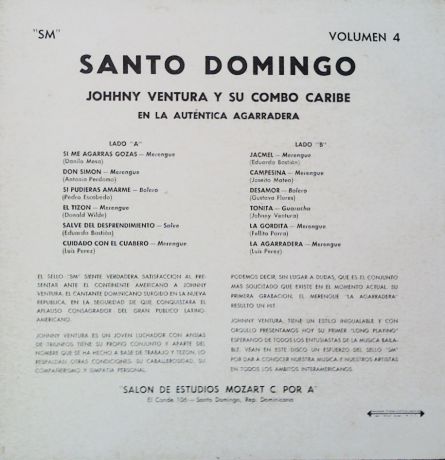 "SM"
VOLUMEN 4
SANTO DOMINGO
JOHHNY VENTURA Y SU COMBO CARIBE
EN LA AUTÉNTICA AGARRADERA
LADO "A"
SI ME AGARRAS GOZAS — Merengue
(Danilo Mesa)
DON SIMON — Merengue
(Antonio Perdomo)
SI PUDIERAS AMARME — Bolero
(Pedro Escabedo)
EL TIZON — Merengue
(Donald Wilde)
SALVE DEL DESPRENDIMIENTO — Salve
(Eduardo Bastián)
CUIDADO CON EL CUABERO — Merengue
(Luis Perez)
LADO "B"
JACMEL — Merengue
(Eduardo Bastián)
CAMPESINA — Merengue
(Joseito Mateo)
DESAMOR — Bolero
(Gustavo Flores)
TONITA — Guaracha
(Johnny Ventura)
LA GORDITA — Merengue
(Fellito Parra)
LA AGARRADERA — Merengue
(Luis Perez)
EL SELLO "SM" SIENTE VERDADERA SATISFACCION AL PRE-
SENTAR ANTE EL CONTINENTE AMERICANO A JOHNNY
VENTURA, EL CANTANTE DOMINICANO SURGIDO EN LA NUEVA
REPUBLICA, EN LA SEGURIDAD DE QUE CONQUISTARA EL
APLAUSO CONSAGRADOR DEL GRAN PUBLICO LATINO-
AMERICANO.
JOHNNY VENTURA ES UN JOVEN LUCHADOR CON ANSIAS
DE TRIUNFOS TIENE SU PROPIO CONJUNTO Y APARTE DEL
NOMBRE QUE SE HA HECHO A BASE DE TRABAJO Y TEZON, LO
RESPALDAN OTRAS CONDICIONES. SU CABALLEROSIDAD, SU
COMPAÑERISMO Y SIMPATIA PERSONAL.
PODEMOS DECIR, SIN LUGAR A DUDAS, QUE ES EL CONJUNTO
MAS SOLICITADO QUE EXISTE EN EL MOMENTO ACTUAL. SU
PRIMERA GRABACION, EL MERENGUE "LA AGARRADERA"
RESULTO UN HIT.
JOHNNY VENTURA, TIENE UN ESTILO INIGUALABLE Y CON
ORGULLO PRESENTAMOS HOY SU PRIMER "LONG PLAYING"
ESPERANDO DE TODOS LOS ENTUSIASTAS DE LA MUSICA BAILA-
BLE, VEAN EN ESTE DISCO UN ESFUERZO DEL SELLO "SM"
POR DAR A CONOCER NUESTRA MUSICA Y NUESTROS ARTISTAS
EN TODOS LOS AMBITOS INTERAMERICANOS.
"SALON DE ESTUDIOS MOZART C. POR A"
El Conde 106 — Santo Domingo, Rep. Dominicana